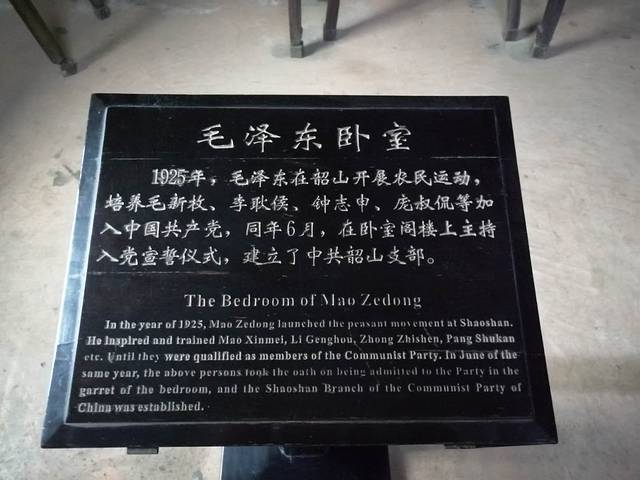 毛泽东卧室
1925年，毛泽东在韶山开展农民运动，
培养毛新枚、李耿侯、钟志申、庞叔侃等加
入中国共产党，同年6月，在卧室阁楼上主持
入党宣誓仪式，建立了中共韶山支部。
The Bedroom of Mao Zedong
In the year of 1925, Mao Zedong launched the peasant movement at Shaoshan.
He inspired and trained Mao Xinmei, Li Genghou, Zhong Zhishen, Pang Shukan
etc. Until they were qualified as members of the Communist Party. In June of the
same year, the above persons took the oath on being admitted to the Party in the
garret of the bedroom, and the Shaoshan Branch of the Communist Party of
China was established.